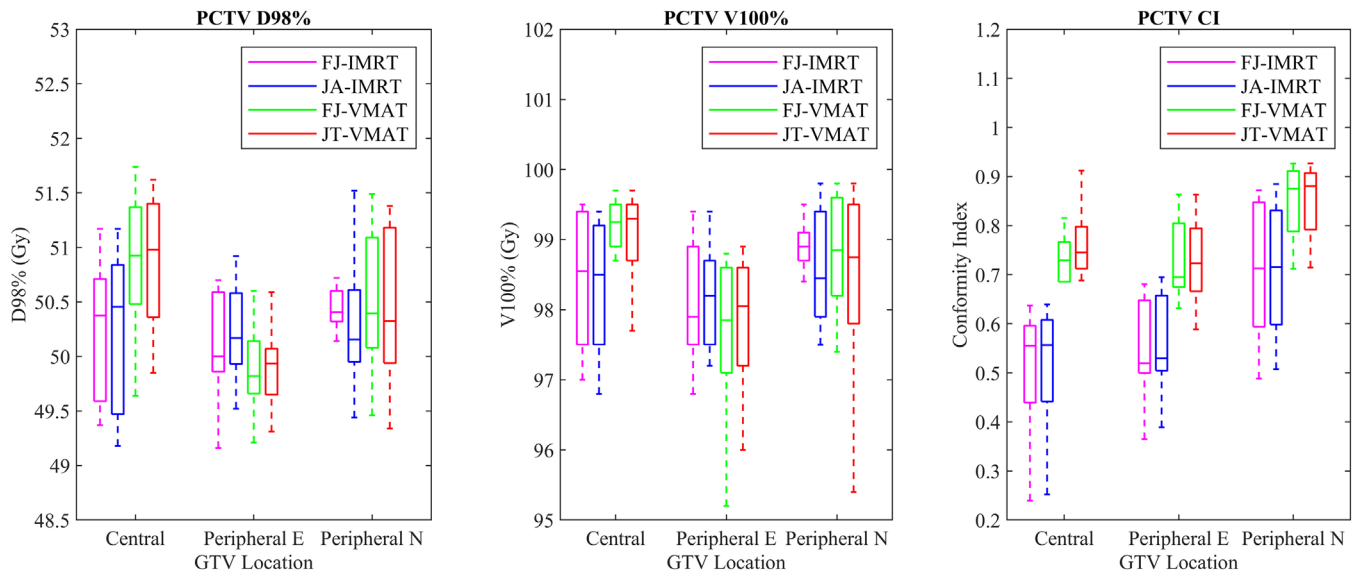 PCTV D98%
53
52.5
52
51.5
51
50.5
50
49.5
49
48.5
D98% (Gy)
FJ-IMRT
JA-IMRT
FJ-VMAT
JT-VMAT
Central Peripheral E Peripheral N
GTV Location
PCTV V100%
102
101
100
99
98
97
96
95
V100% (Gy)
FJ-IMRT
JA-IMRT
FJ-VMAT
JT-VMAT
Central Peripheral E Peripheral N
GTV Location
PCTV CI
1.2
1.1
1
0.9
0.8
0.7
0.6
0.5
0.4
0.3
0.2
Conformity Index
FJ-IMRT
JA-IMRT
FJ-VMAT
JT-VMAT
Central Peripheral E Peripheral N
GTV Location